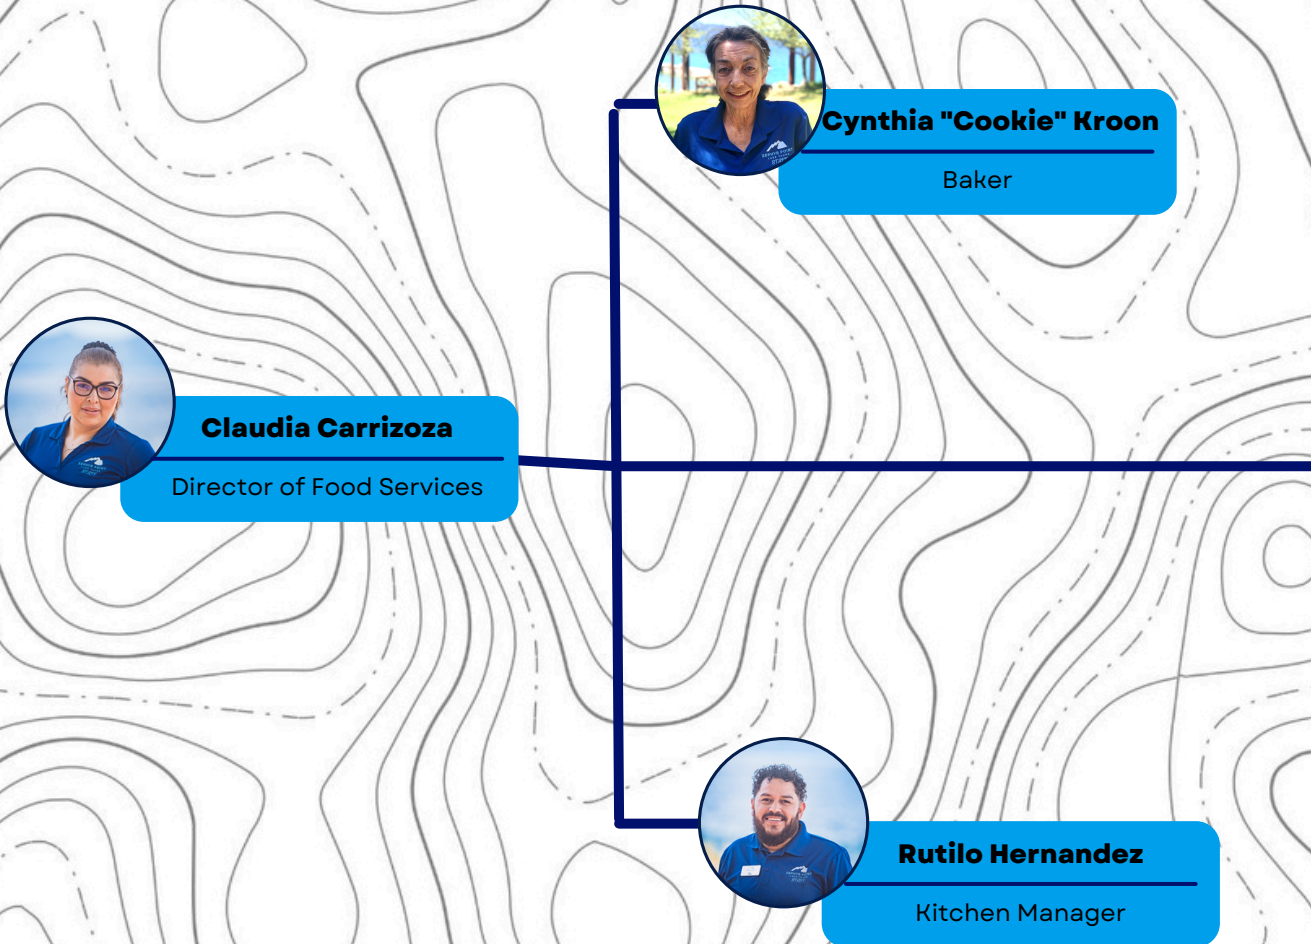 Cynthia "Cookie" Kroon
Baker
Claudia Carrizoza
Director of Food Services
Rutilo Hernandez
Kitchen Manager